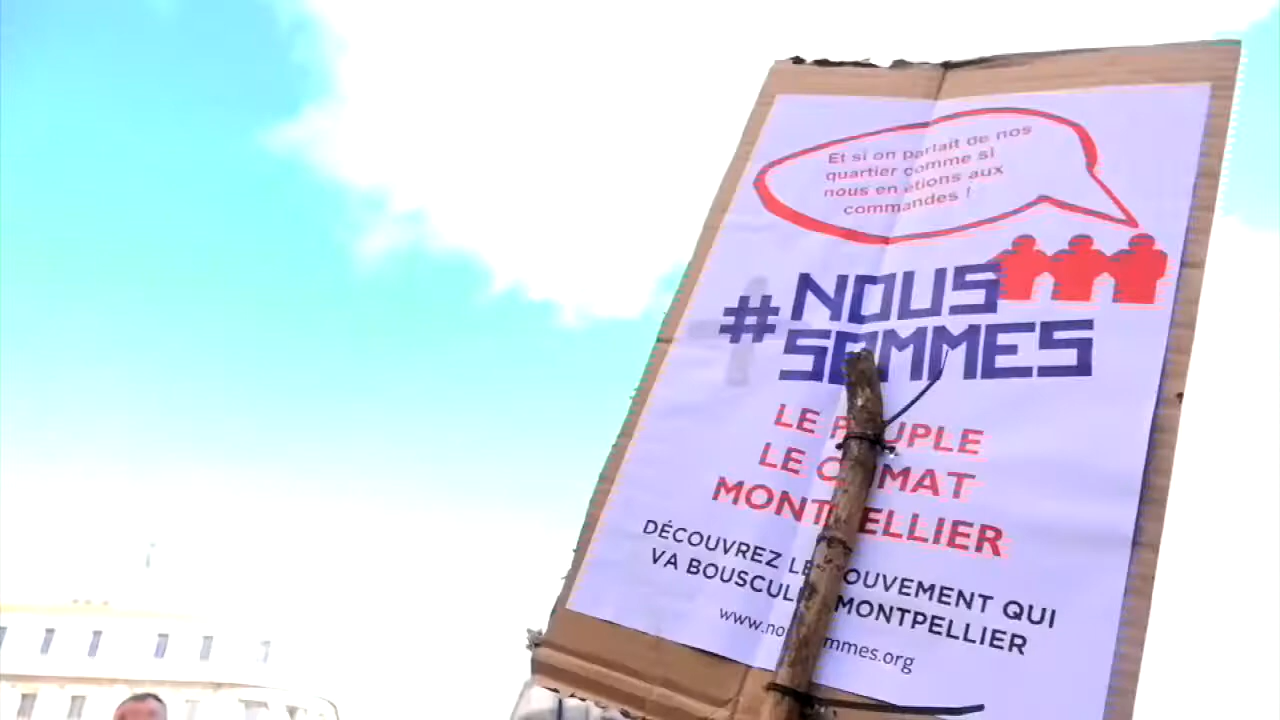 Et si on parlait de nos
quartier comme si
nous en etions aux
commandes !
#NOUS
SOMMES
LE PEUPLE
LE CLIMAT
MONTPELLIER
DÉCOUVREZ LE MOUVEMENT QUI
VA BOUSCULER MONTPELLIER
www.noussommes.org